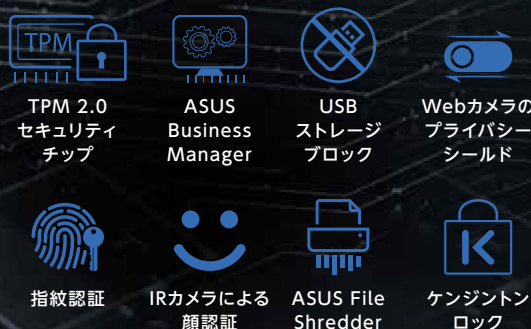 TPM
TPM 2.0
セキュリティ
チップ
ASUS
Business
Manager
USB
ストレージ
ブロック
Webカメラの
プライバシー
シールド
K
指紋認証
IRカメラによる
顔認証
ASUS File
Shredder
ケンジントン
ロック